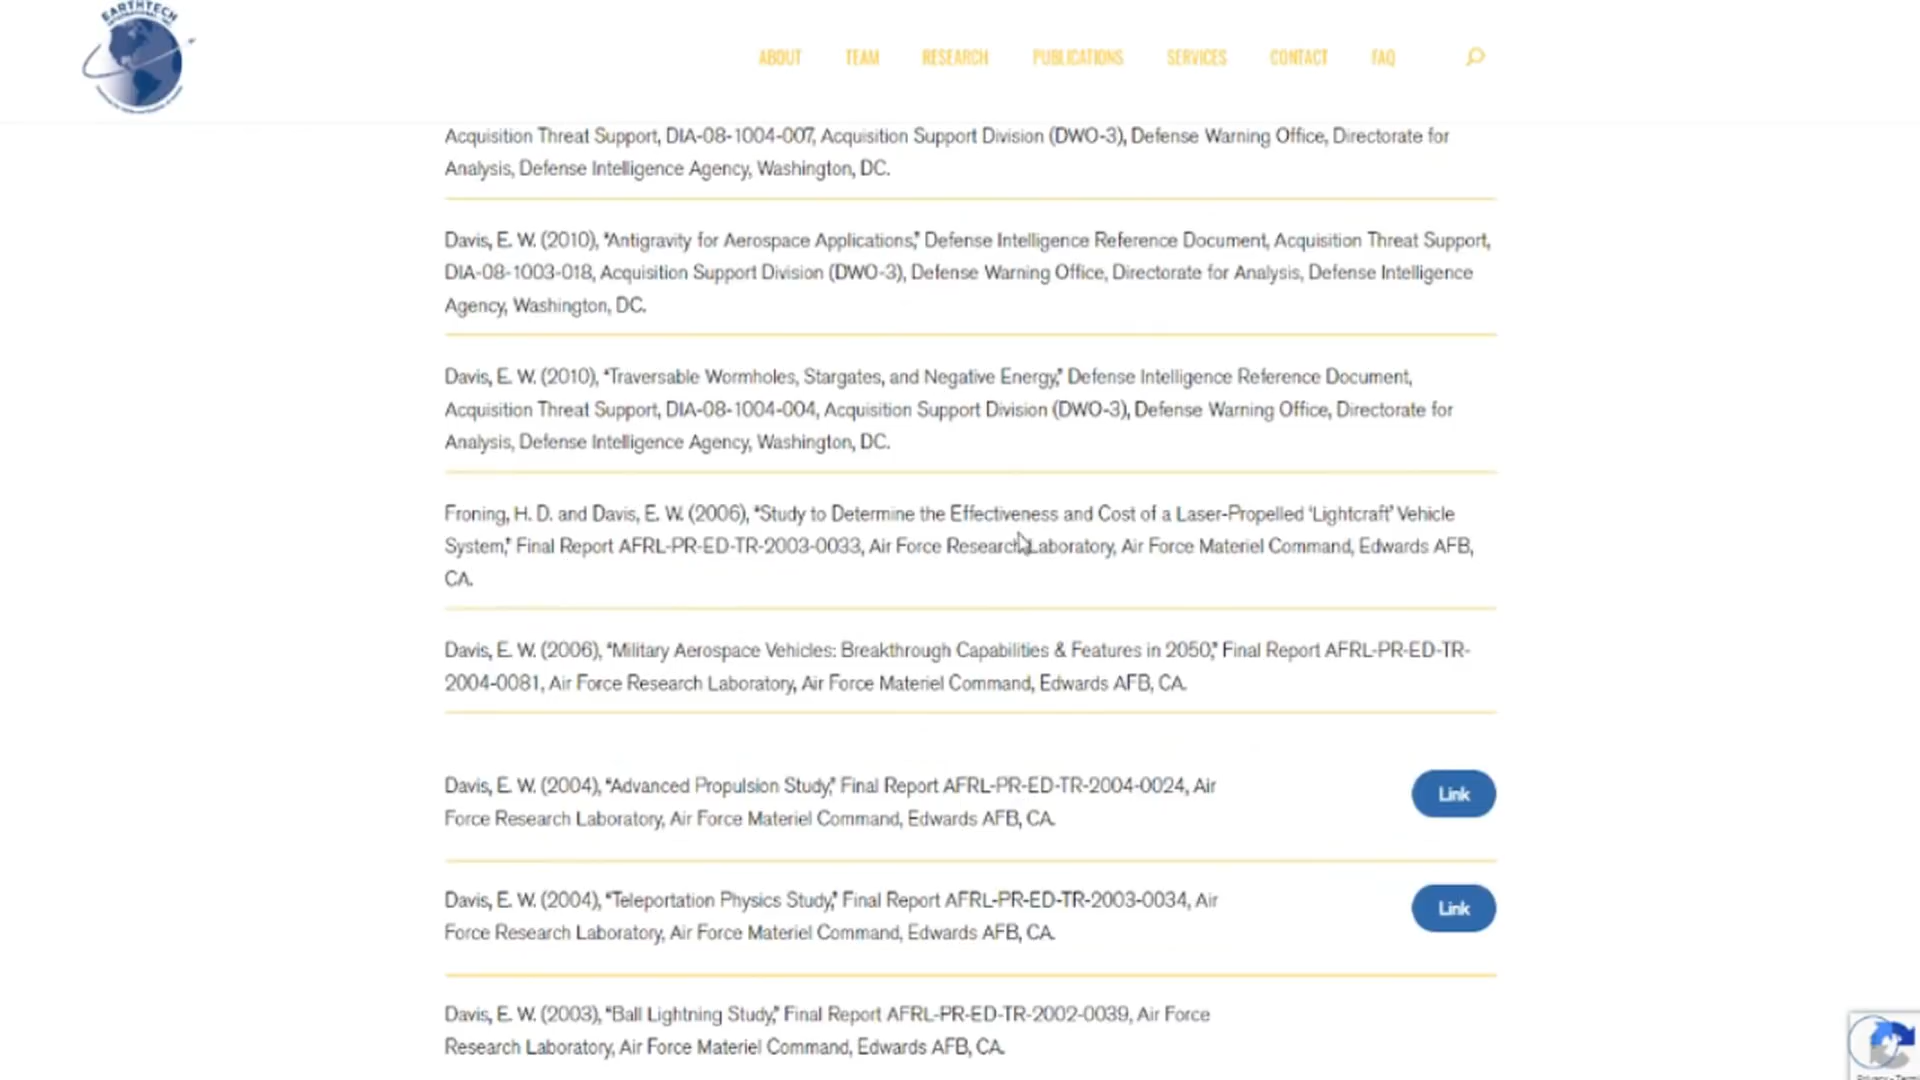 EARTHTECH
ABOUT TEAM RESEARCH PUBLICATIONS SERVICES CONTACT FAQ
Acquisition Threat Support, DIA-08-1004-007, Acquisition Support Division (DWO-3), Defense Warning Office, Directorate for
Analysis, Defense Intelligence Agency, Washington, DC.
Davis, E. W. (2010), “Antigravity for Aerospace Applications,” Defense Intelligence Reference Document, Acquisition Threat Support,
DIA-08-1003-018, Acquisition Support Division (DWO-3), Defense Warning Office, Directorate for Analysis, Defense Intelligence
Agency, Washington, DC.
Davis, E. W. (2010), “Traversable Wormholes, Stargates, and Negative Energy,” Defense Intelligence Reference Document,
Acquisition Threat Support, DIA-08-1004-004, Acquisition Support Division (DWO-3), Defense Warning Office, Directorate for
Analysis, Defense Intelligence Agency, Washington, DC.
Froning, H. D. and Davis, E. W. (2006), “Study to Determine the Effectiveness and Cost of a Laser-Propelled ‘Lightcraft’ Vehicle
System,” Final Report AFRL-PR-ED-TR-2003-0033, Air Force Research Laboratory, Air Force Materiel Command, Edwards AFB,
CA.
Davis, E. W. (2006), “Military Aerospace Vehicles: Breakthrough Capabilities & Features in 2050,” Final Report AFRL-PR-ED-TR-
2004-0081, Air Force Research Laboratory, Air Force Materiel Command, Edwards AFB, CA.
Davis, E. W. (2004), “Advanced Propulsion Study,” Final Report AFRL-PR-ED-TR-2004-0024, Air
Force Research Laboratory, Air Force Materiel Command, Edwards AFB, CA.
Link
Davis, E. W. (2004), “Teleportation Physics Study,” Final Report AFRL-PR-ED-TR-2003-0034, Air
Force Research Laboratory, Air Force Materiel Command, Edwards AFB, CA.
Link
Davis, E. W. (2003), “Ball Lightning Study,” Final Report AFRL-PR-ED-TR-2002-0039, Air Force
Research Laboratory, Air Force Materiel Command, Edwards AFB, CA.